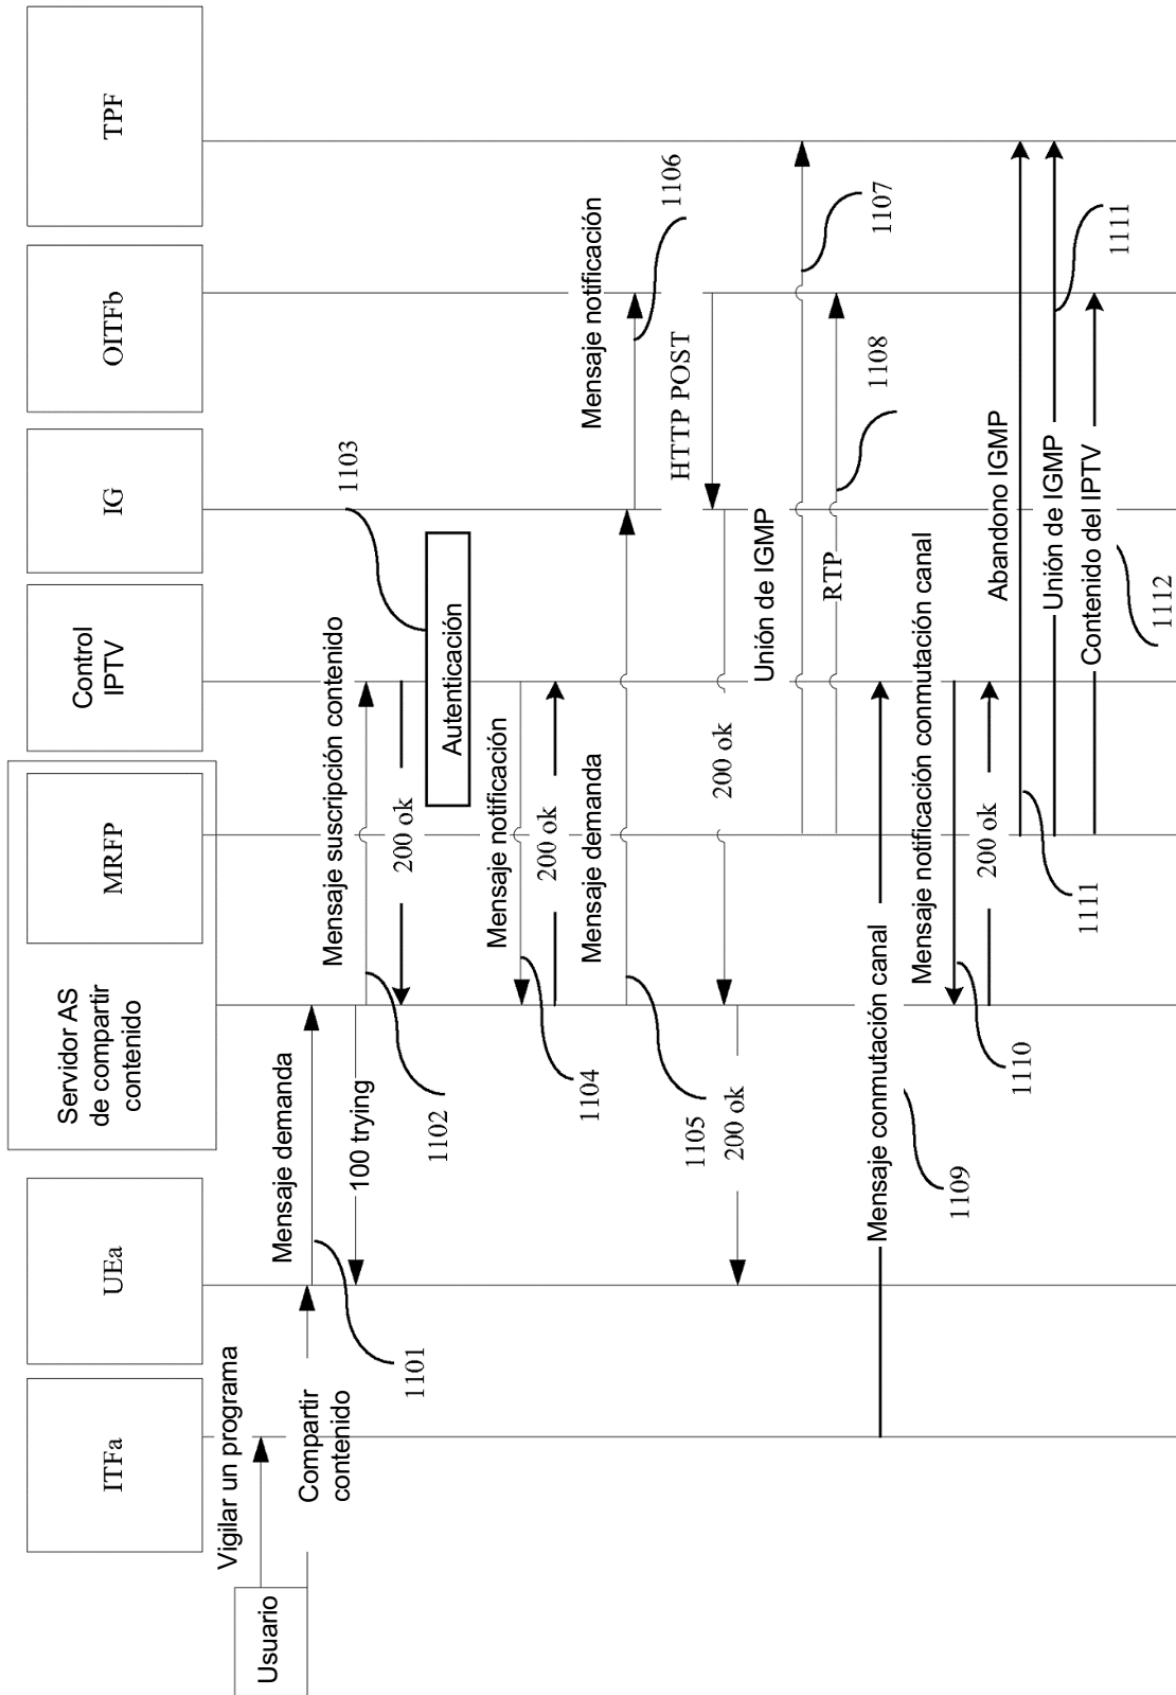 ITFa
UEa
Servidor AS
de compartir
contenido
MRFP
Control
IPTV
IG
OITFb
TPF
Usuario
Vigilar un programa
Compartir
contenido
Mensaje demanda
1101
100 trying
Mensaje suscripción contenido
1102
200 ok
Autenticación
1103
Mensaje notificación
1104
200 ok
Mensaje demanda
1105
Mensaje notificación
1106
HTTP POST
200 ok
200 ok
Unión de IGMP
1107
RTP
1108
Mensaje conmutación canal
1109
Mensaje notificación conmutación canal
1110
200 ok
Abandono IGMP
1111
Unión de IGMP
1111
Contenido del IPTV
1112